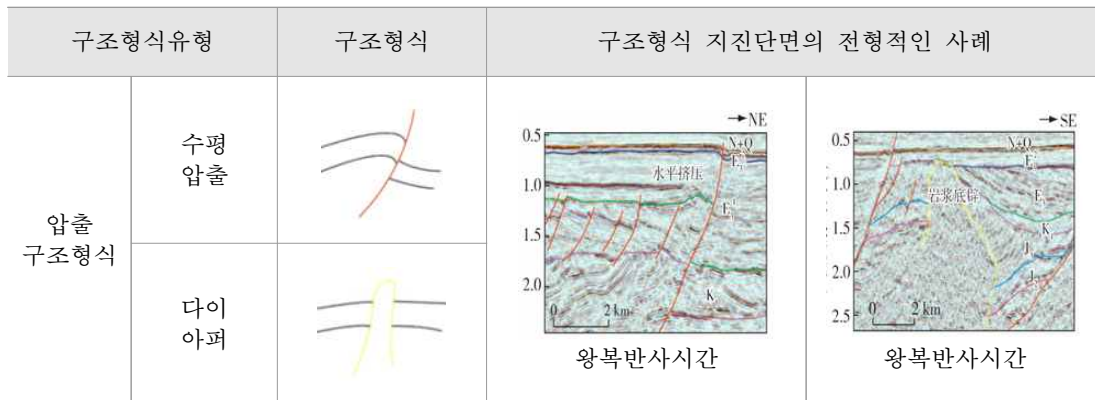 구조형식유형
구조형식
구조형식 지진단면의 전형적인 사례
압출
구조형식
수평
압출
다이
아퍼
→NE
0.5
1.0
1.5
2.0
N+Q
水平挤压
K
0 2 km
왕복반사시간
→SE
0.5
1.0
1.5
2.0
2.5
N+Q
岩浆底辟
0 2 km
왕복반사시간